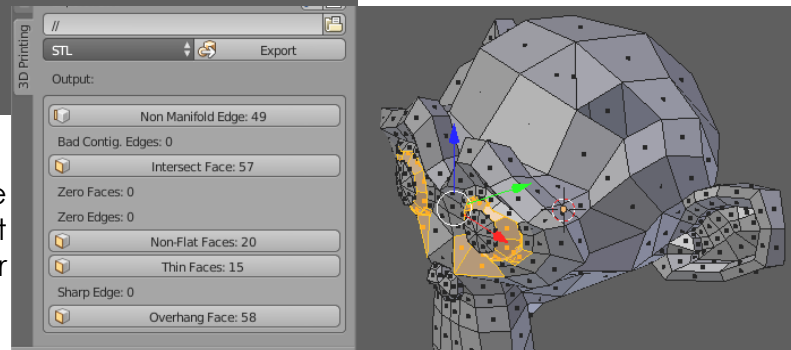 3D Printing
//
STL Export
Output:
Non Manifold Edge: 49
Bad Contig. Edges: 0
Intersect Face: 57
Zero Faces: 0
Zero Edges: 0
Non-Flat Faces: 20
Thin Faces: 15
Sharp Edge: 0
Overhang Face: 58